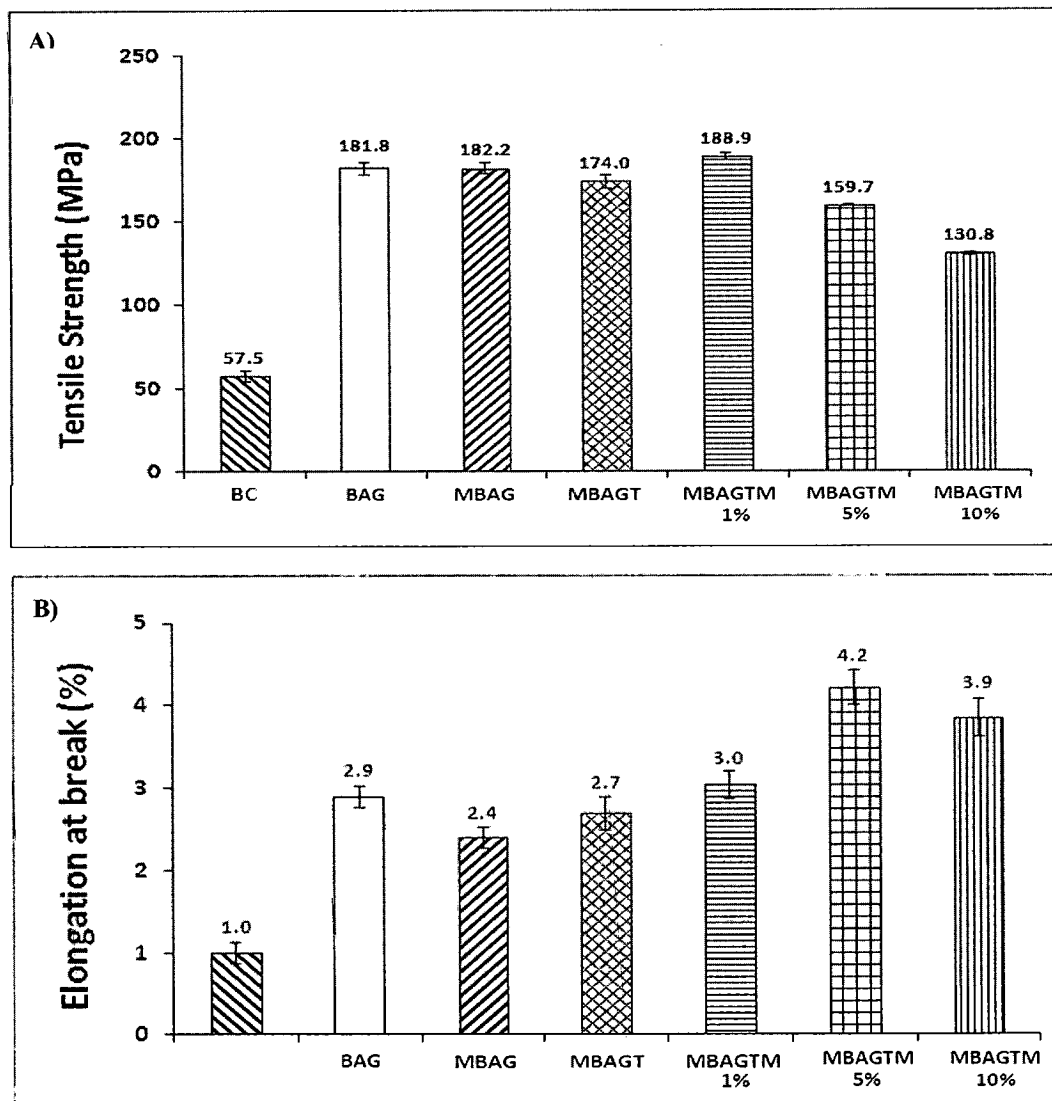 A)
Tensile Strength (MPa)
250
200
150
100
50
0
57.5
181.8
182.2
174.0
188.9
159.7
130.8
BC
BAG
MBAG
MBAGT
MBAGTM
1%
MBAGTM
5%
MBAGTM
10%
B)
Elongation at break (%)
5
4
3
2
1
0
1.0
2.9
2.4
2.7
3.0
4.2
3.9
BAG
MBAG
MBAGT
MBAGTM
1%
MBAGTM
5%
MBAGTM
10%